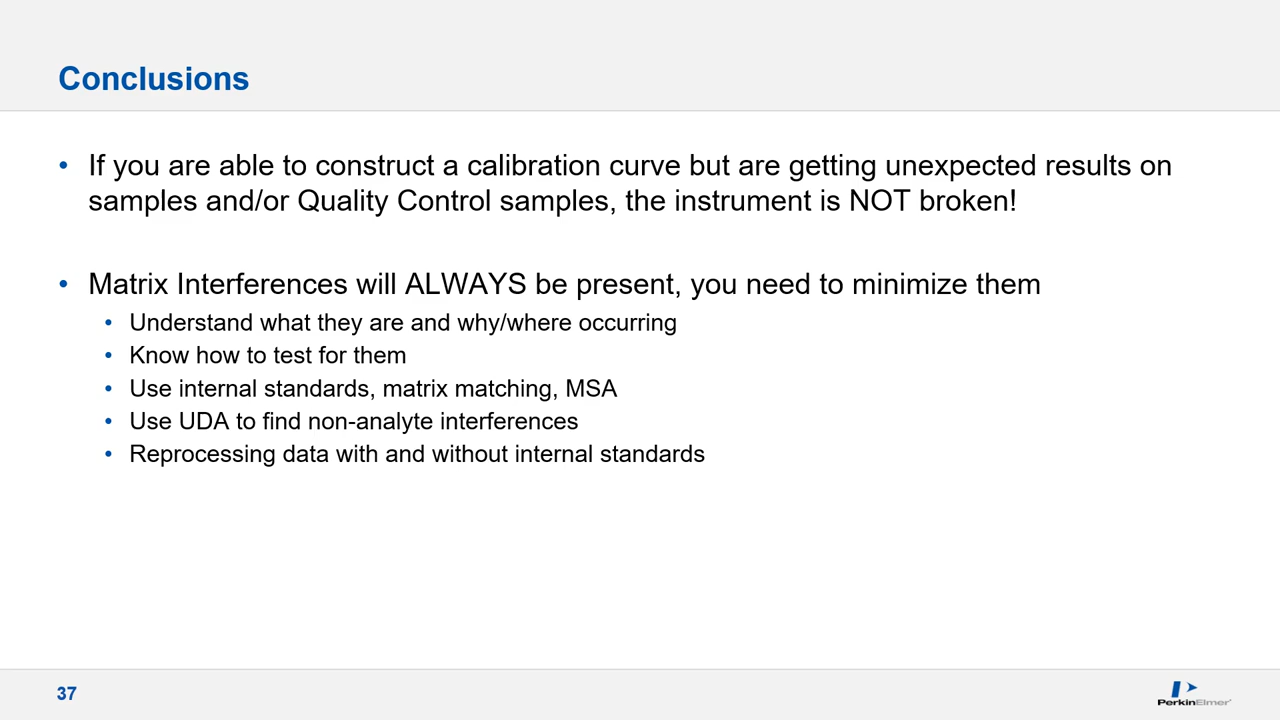 Conclusions
• If you are able to construct a calibration curve but are getting unexpected results on
samples and/or Quality Control samples, the instrument is NOT broken!
• Matrix Interferences will ALWAYS be present, you need to minimize them
• Understand what they are and why/where occurring
• Know how to test for them
• Use internal standards, matrix matching, MSA
• Use UDA to find non-analyte interferences
• Reprocessing data with and without internal standards
37
PerkinElmer